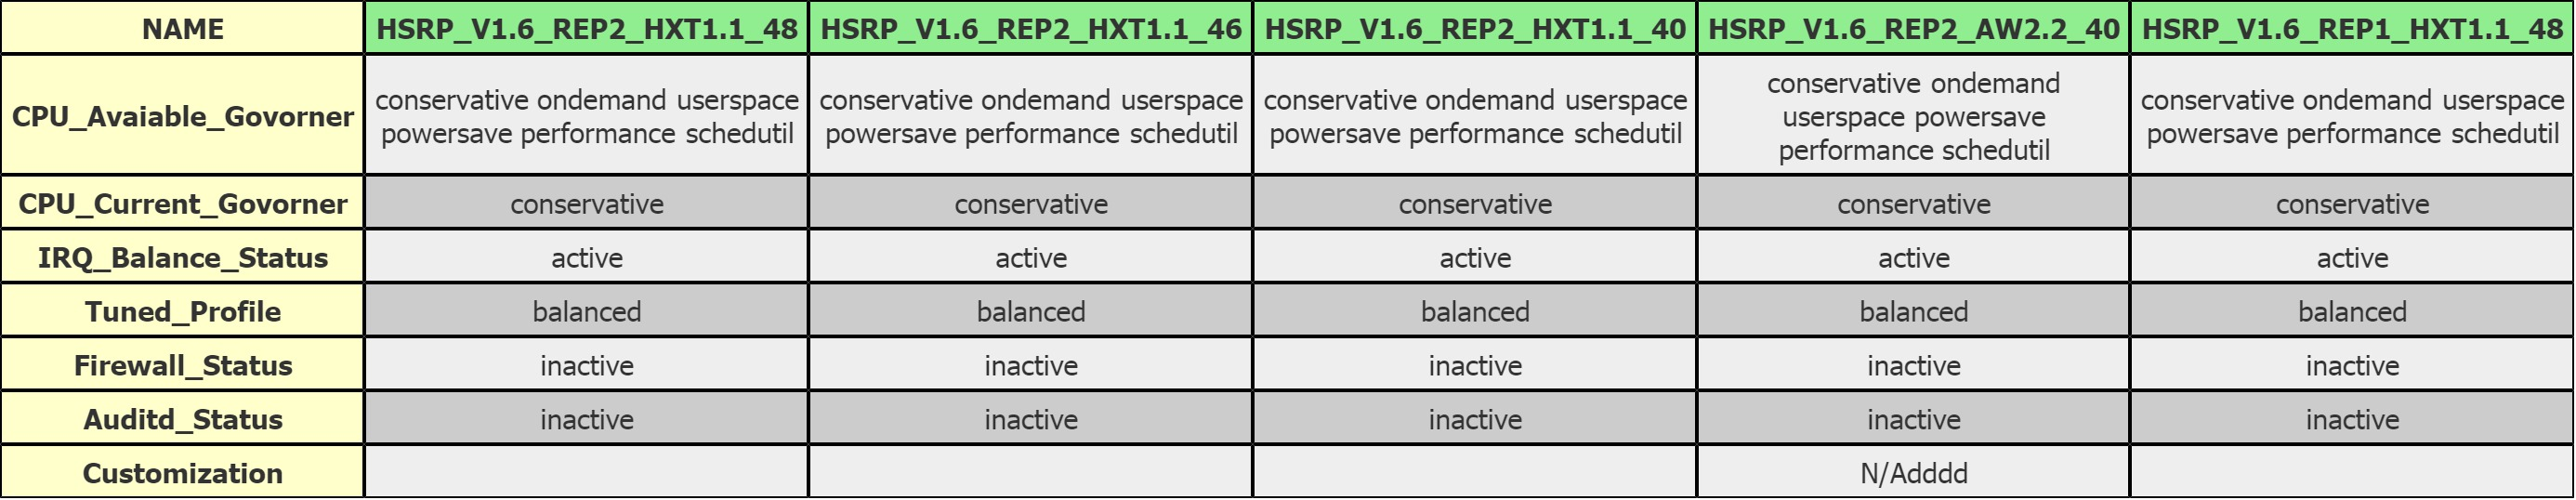 NAME HSRP_V1.6_REP2_HXT1.1_48 HSRP_V1.6_REP2_HXT1.1_46 HSRP_V1.6_REP2_HXT1.1_40 HSRP_V1.6_REP2_AW2.2_40 HSRP_V1.6_REP1_HXT1.1_48
CPU_Avaiable_Govorner
conservative ondemand userspace
powersave performance schedutil
conservative ondemand userspace
powersave performance schedutil
conservative ondemand userspace
powersave performance schedutil
conservative ondemand
userspace powersave
performance schedutil
conservative ondemand userspace
powersave performance schedutil
CPU_Current_Govorner conservative conservative conservative conservative conservative
IRQ_Balance_Status active active active active active
Tuned_Profile balanced balanced balanced balanced balanced
Firewall_Status inactive inactive inactive inactive inactive
Auditd_Status inactive inactive inactive inactive inactive
Customization N/Adddd